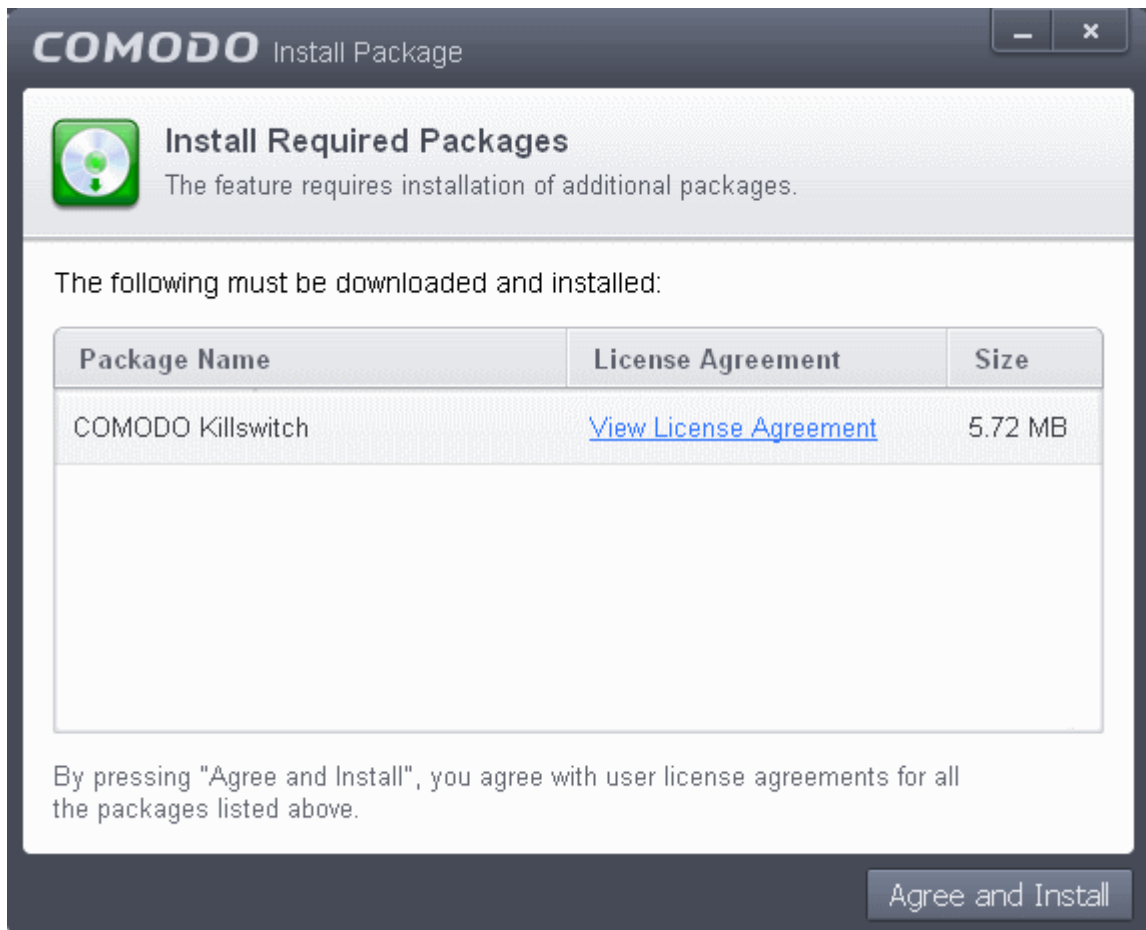 COMODO Install Package
Install Required Packages
The feature requires installation of additional packages.
The following must be downloaded and installed:
Package Name License Agreement Size
COMODO Killswitch View License Agreement 5.72 MB
By pressing "Agree and Install", you agree with user license agreements for all
the packages listed above.
Agree and Install